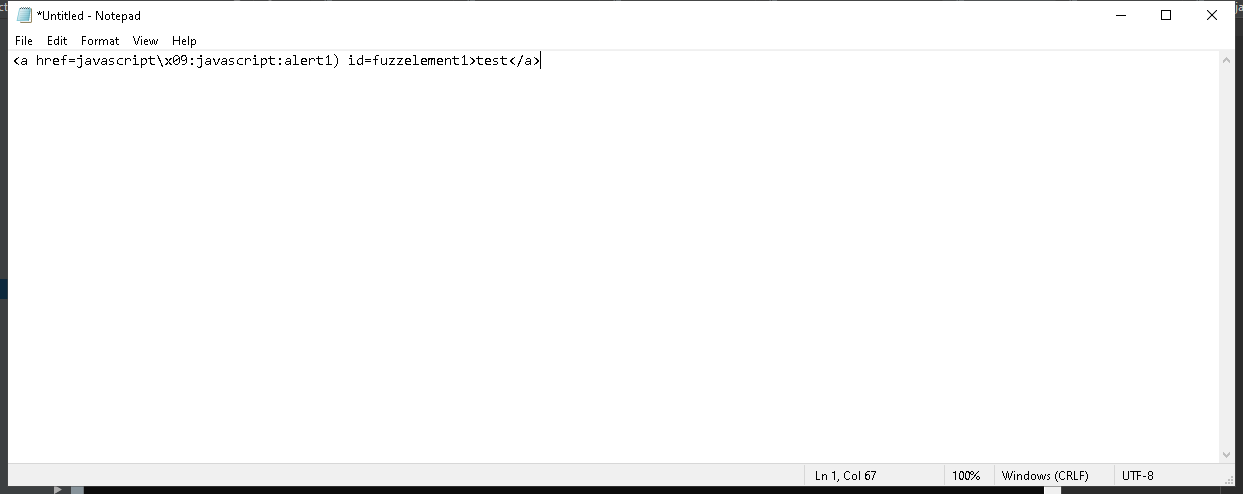 *Untitled - Notepad
File Edit Format View Help
<a href=javascript\x09:javascript:alert1) id=fuzzelement1>test</a>
Ln 1, Col 67 100% Windows (CRLF) UTF-8